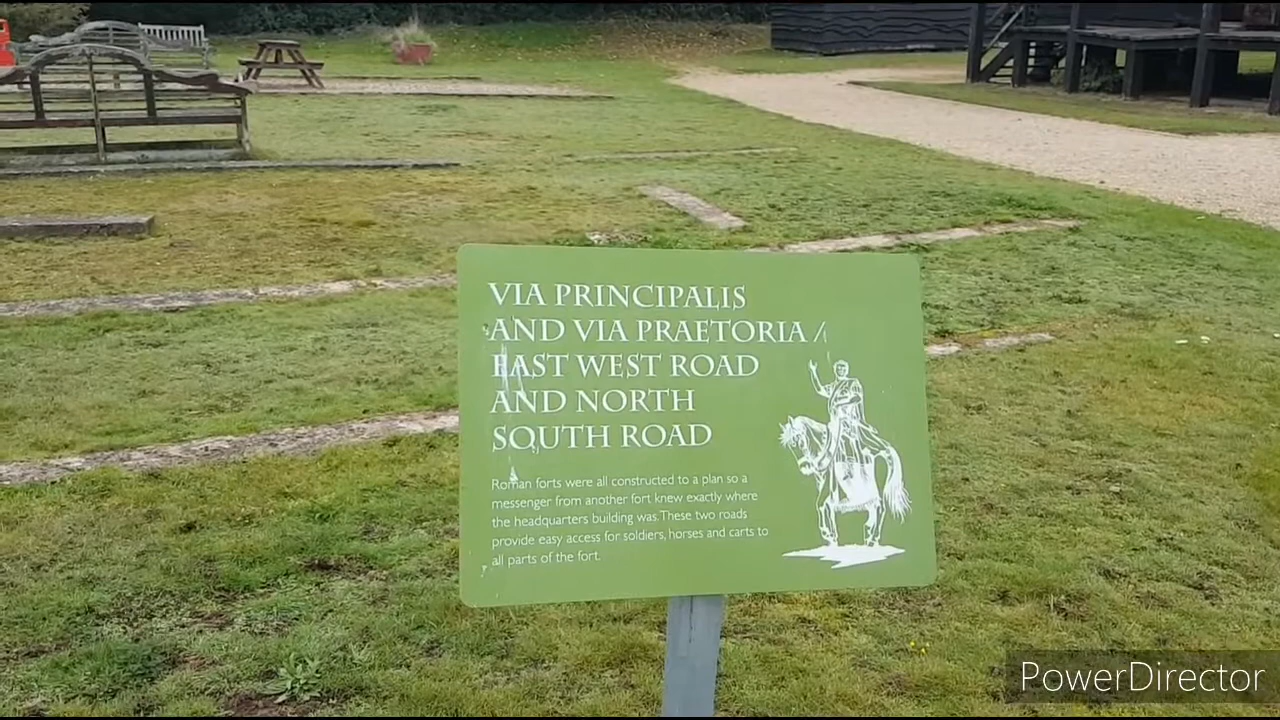 VIA PRINCIPALIS
AND VIA PRAETORIA /
EAST WEST ROAD
AND NORTH
SOUTH ROAD
Roman forts were all constructed to a plan so a
messenger from another fort knew exactly where
the headquarters building was. These two roads
provide easy access for soldiers, horses and carts to
all parts of the fort.
PowerDirector